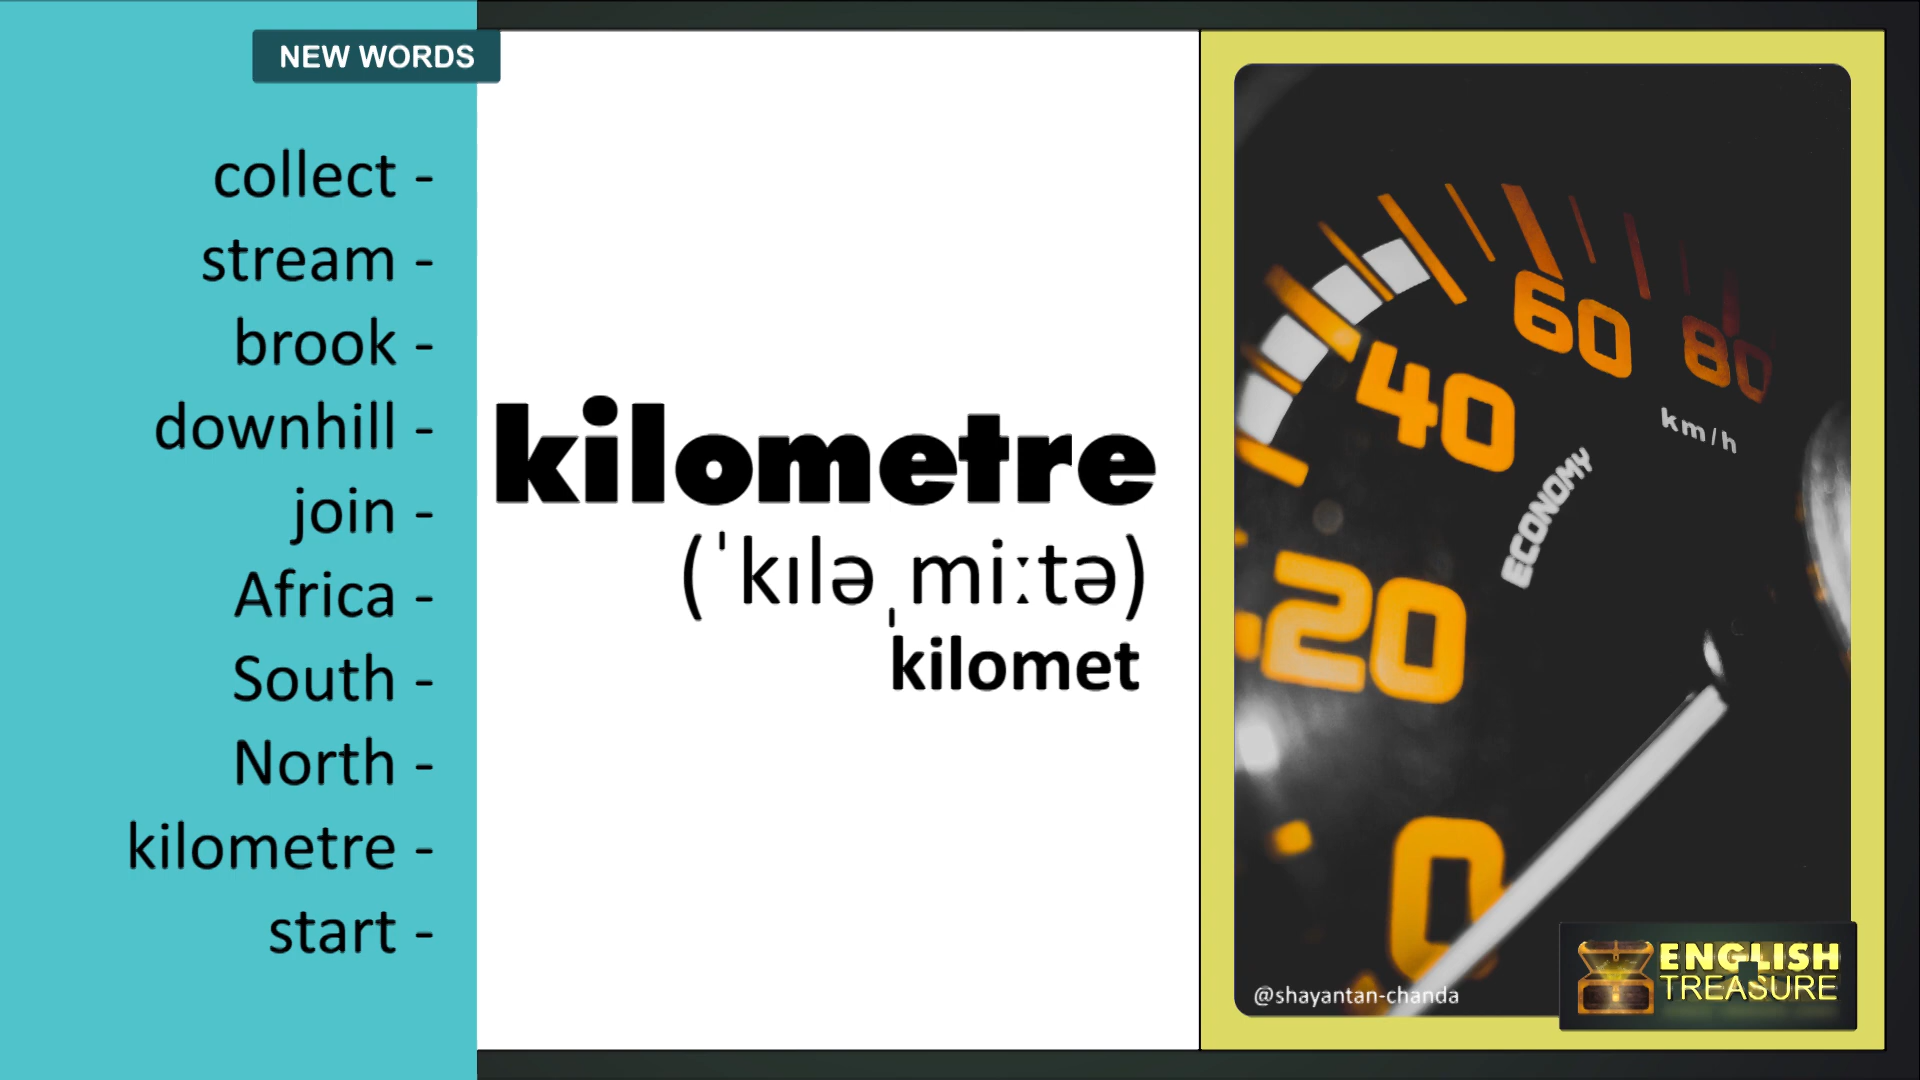 NEW WORDS
collect -
stream -
brook -
downhill -
join -
Africa -
South -
North -
kilometre -
start -
kilometre
(ˈkɪləˌmiːtə)
kilomet
60
80
40
km/h
ECONOMY
20
0
@shayantan-chanda
ENGLISH
TREASURE